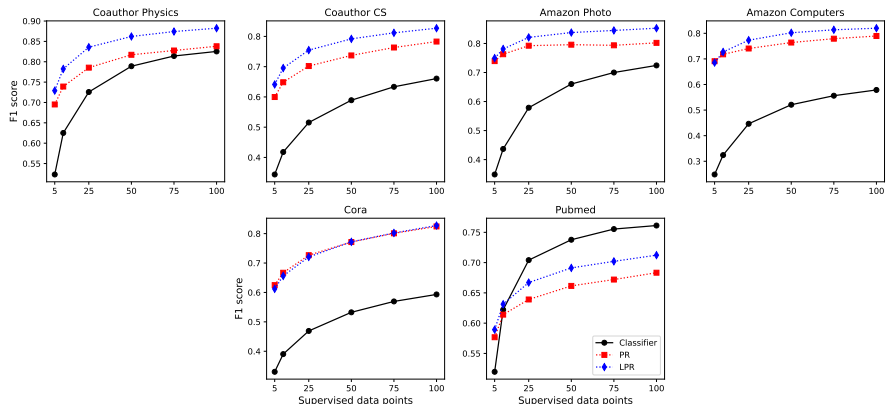 Coauthor Physics
Coauthor CS
Amazon Photo
Amazon Computers
F1 score
0.90
0.85
0.80
0.75
0.70
0.65
0.60
0.55
5 25 50 75 100
0.8
0.7
0.6
0.5
0.4
5 25 50 75 100
0.8
0.7
0.6
0.5
0.4
5 25 50 75 100
0.8
0.7
0.6
0.5
0.4
0.3
5 25 50 75 100
Cora
Pubmed
F1 score
0.8
0.7
0.6
0.5
0.4
5 25 50 75 100
Supervised data points
0.75
0.70
0.65
0.60
0.55
5 25 50 75 100
Supervised data points
Classifier
PR
LPR